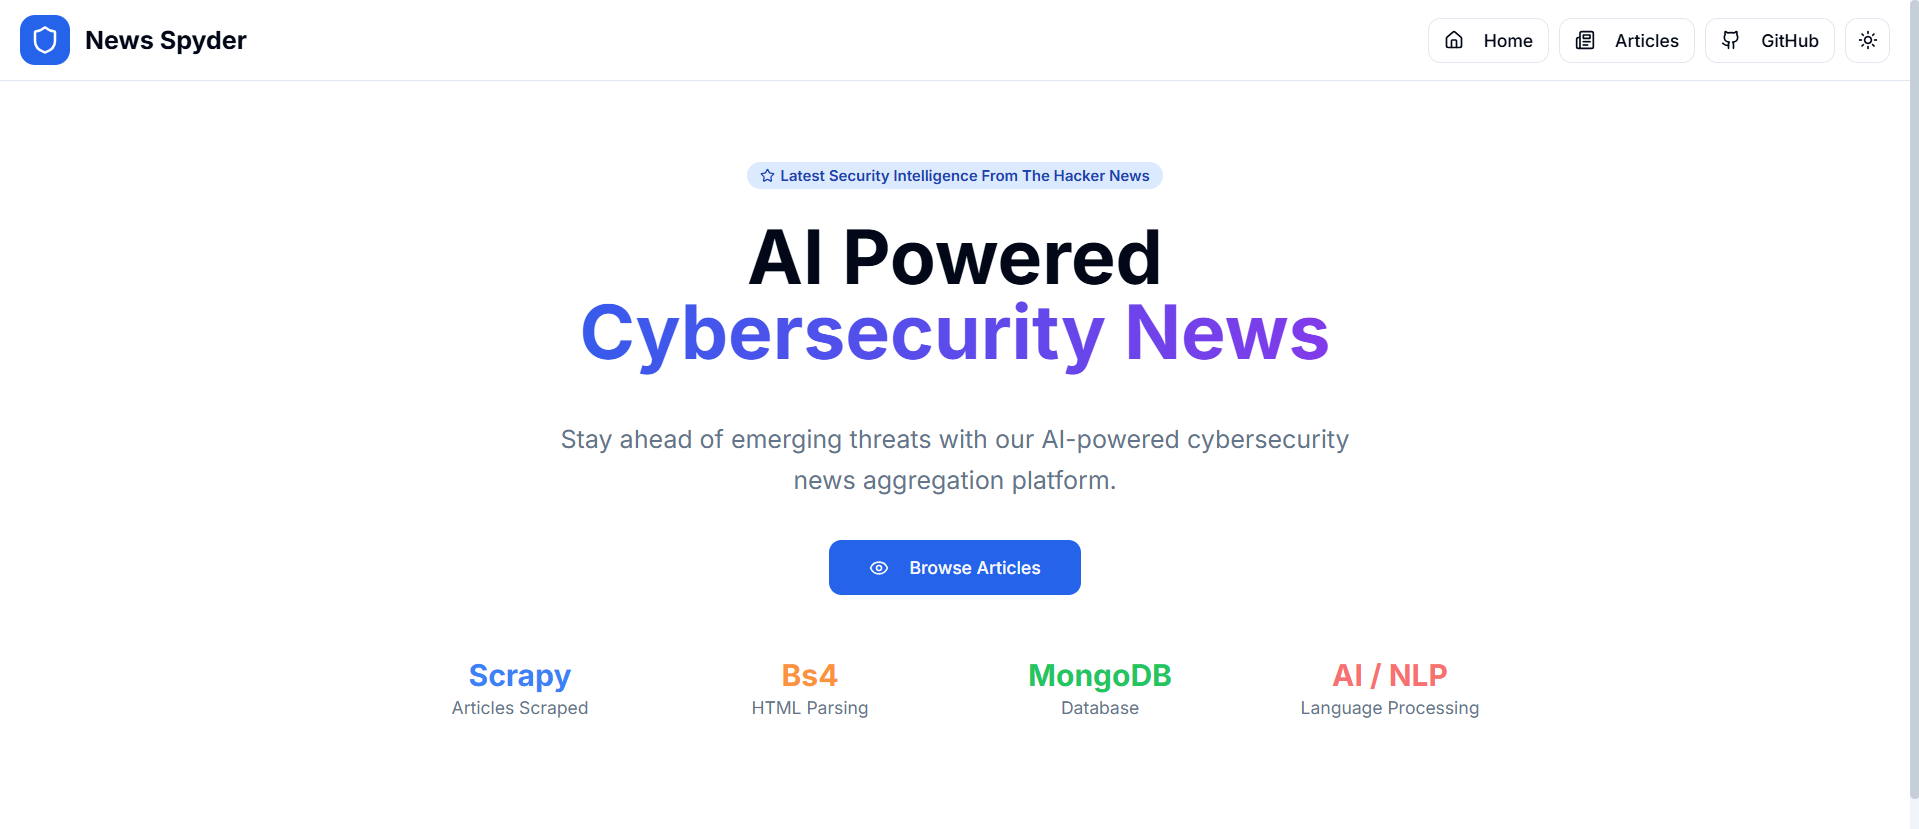 News Spyder
Home
Articles
GitHub
Latest Security Intelligence From The Hacker News
AI Powered
Cybersecurity News
Stay ahead of emerging threats with our AI-powered cybersecurity
news aggregation platform.
Browse Articles
Scrapy
Articles Scraped
Bs4
HTML Parsing
MongoDB
Database
AI / NLP
Language Processing